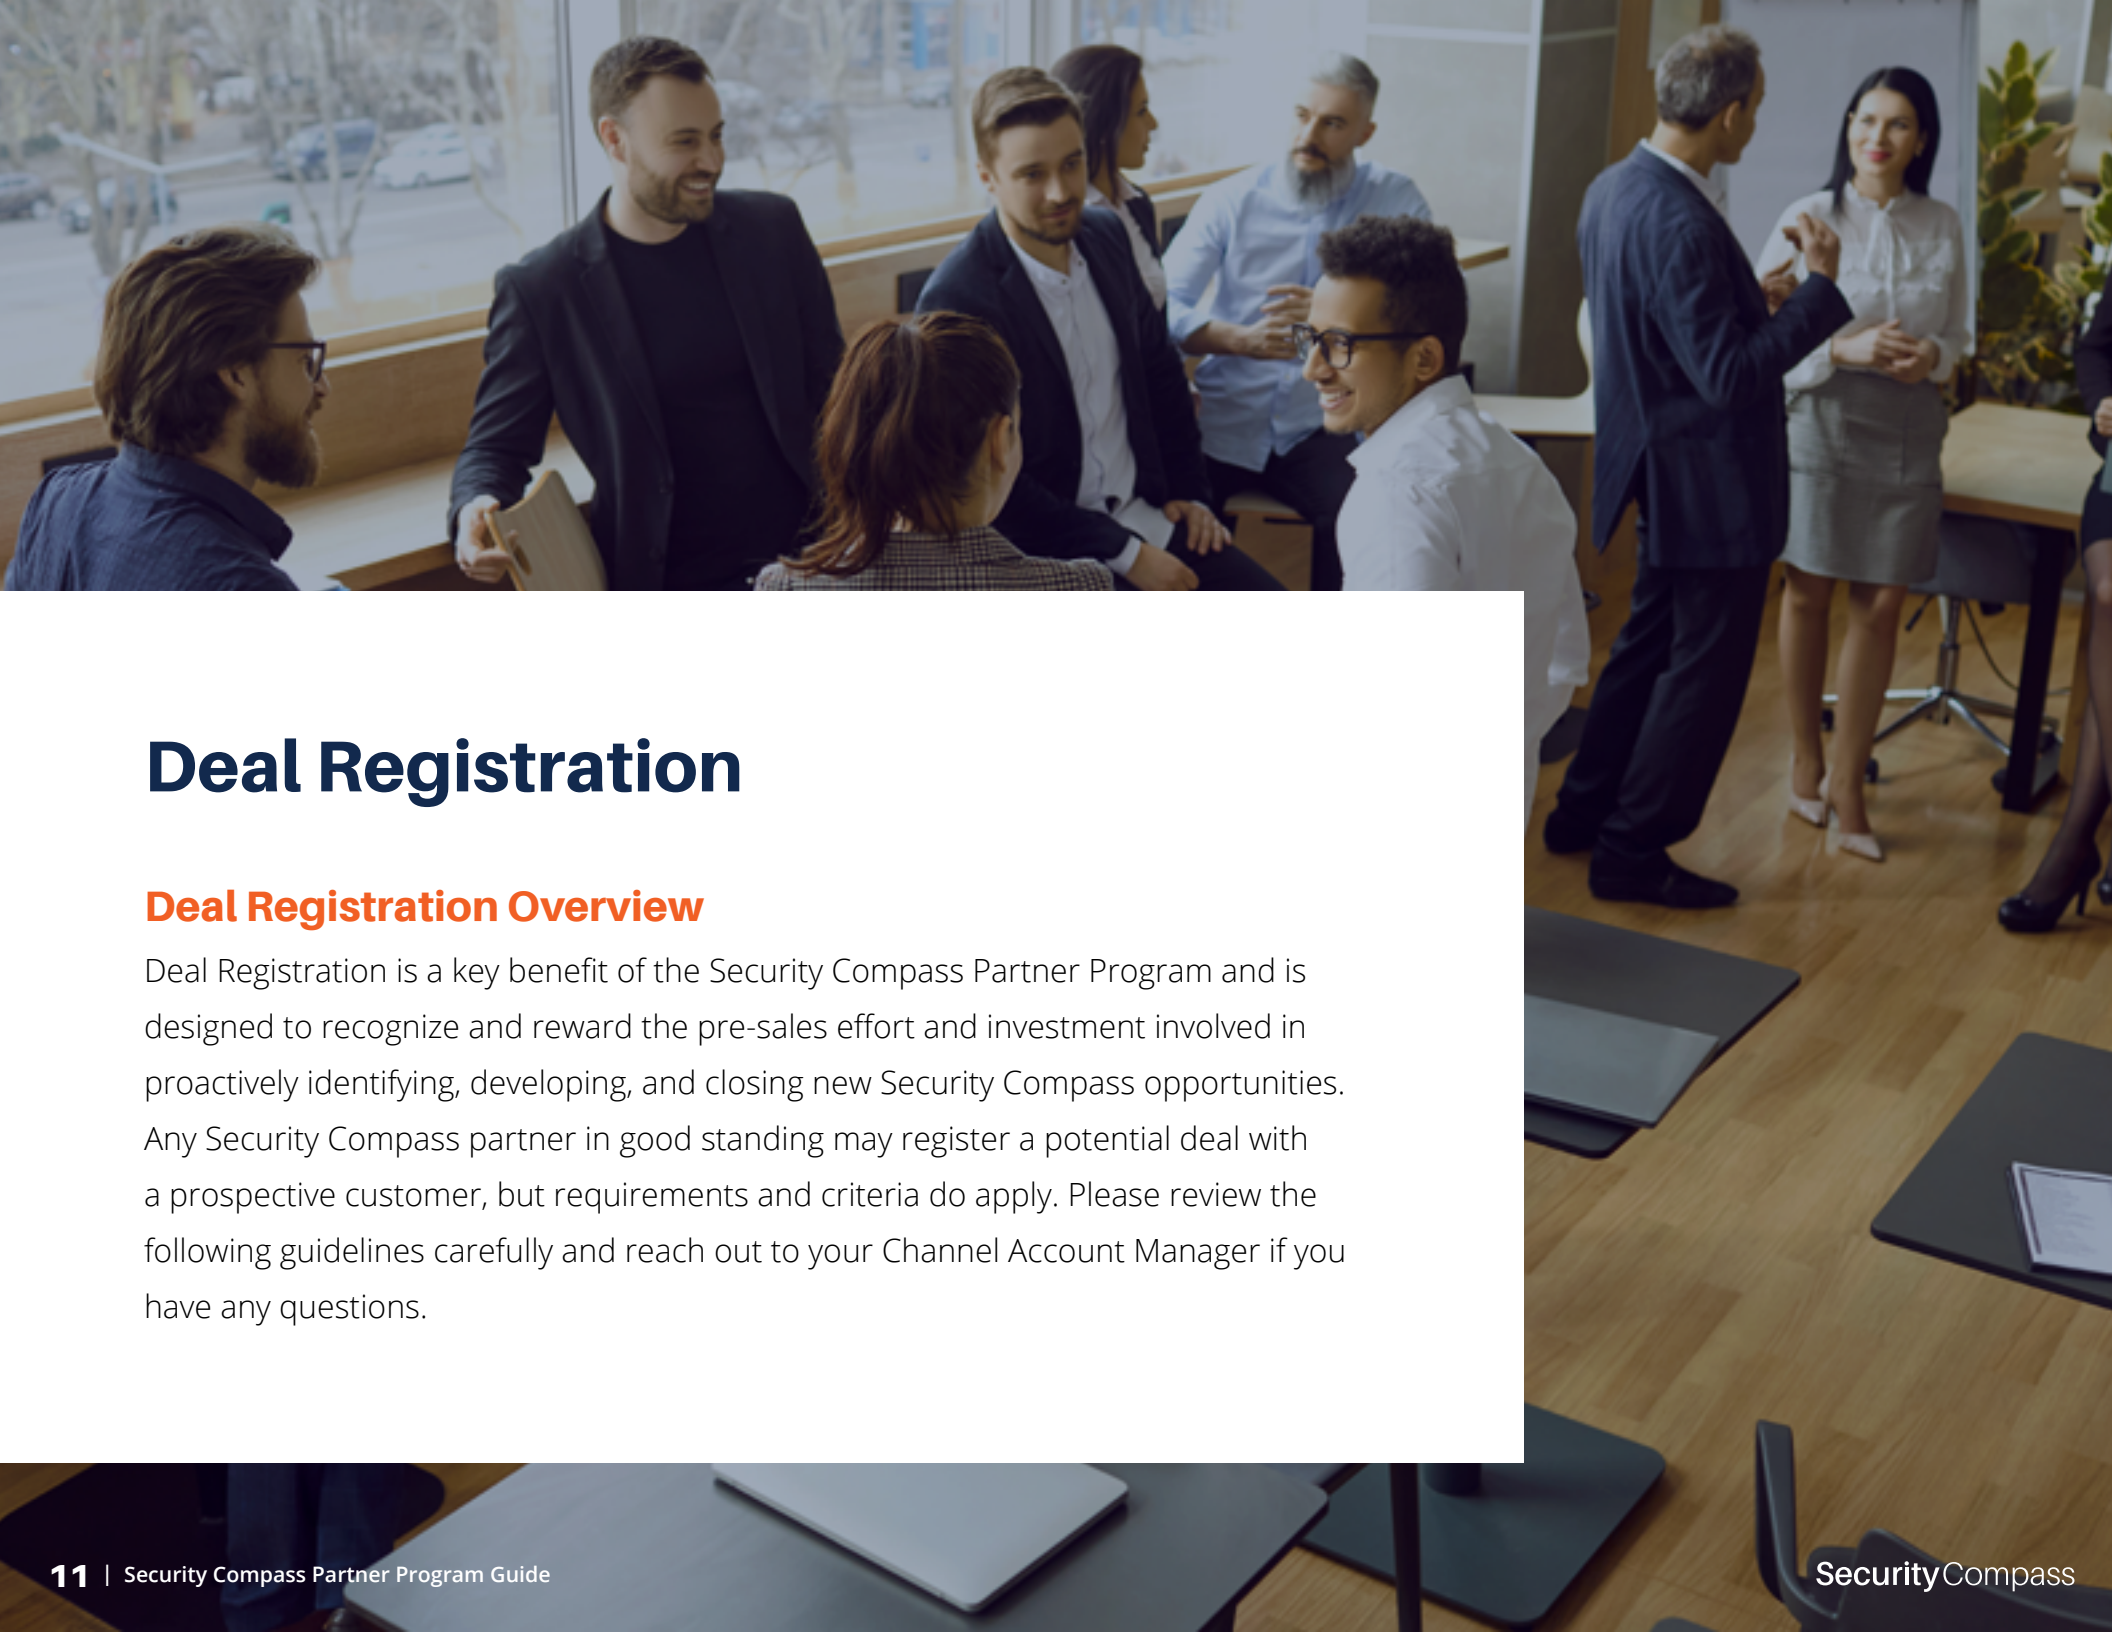 Deal Registration
Deal Registration Overview
Deal Registration is a key benefit of the Security Compass Partner Program and is
designed to recognize and reward the pre-sales effort and investment involved in
proactively identifying, developing, and closing new Security Compass opportunities.
Any Security Compass partner in good standing may register a potential deal with
a prospective customer, but requirements and criteria do apply. Please review the
following guidelines carefully and reach out to your Channel Account Manager if you
have any questions.
11 | Security Compass Partner Program Guide
SecurityCompass